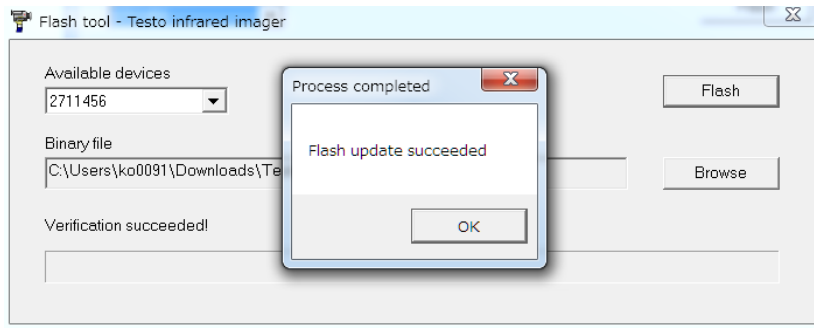 Flash tool - Testo infrared imager
Available devices
2711456
Flash
Binary file
C:\Users\ko0091\Downloads\Te
Browse
Verification succeeded!
Process completed
Flash update succeeded
OK